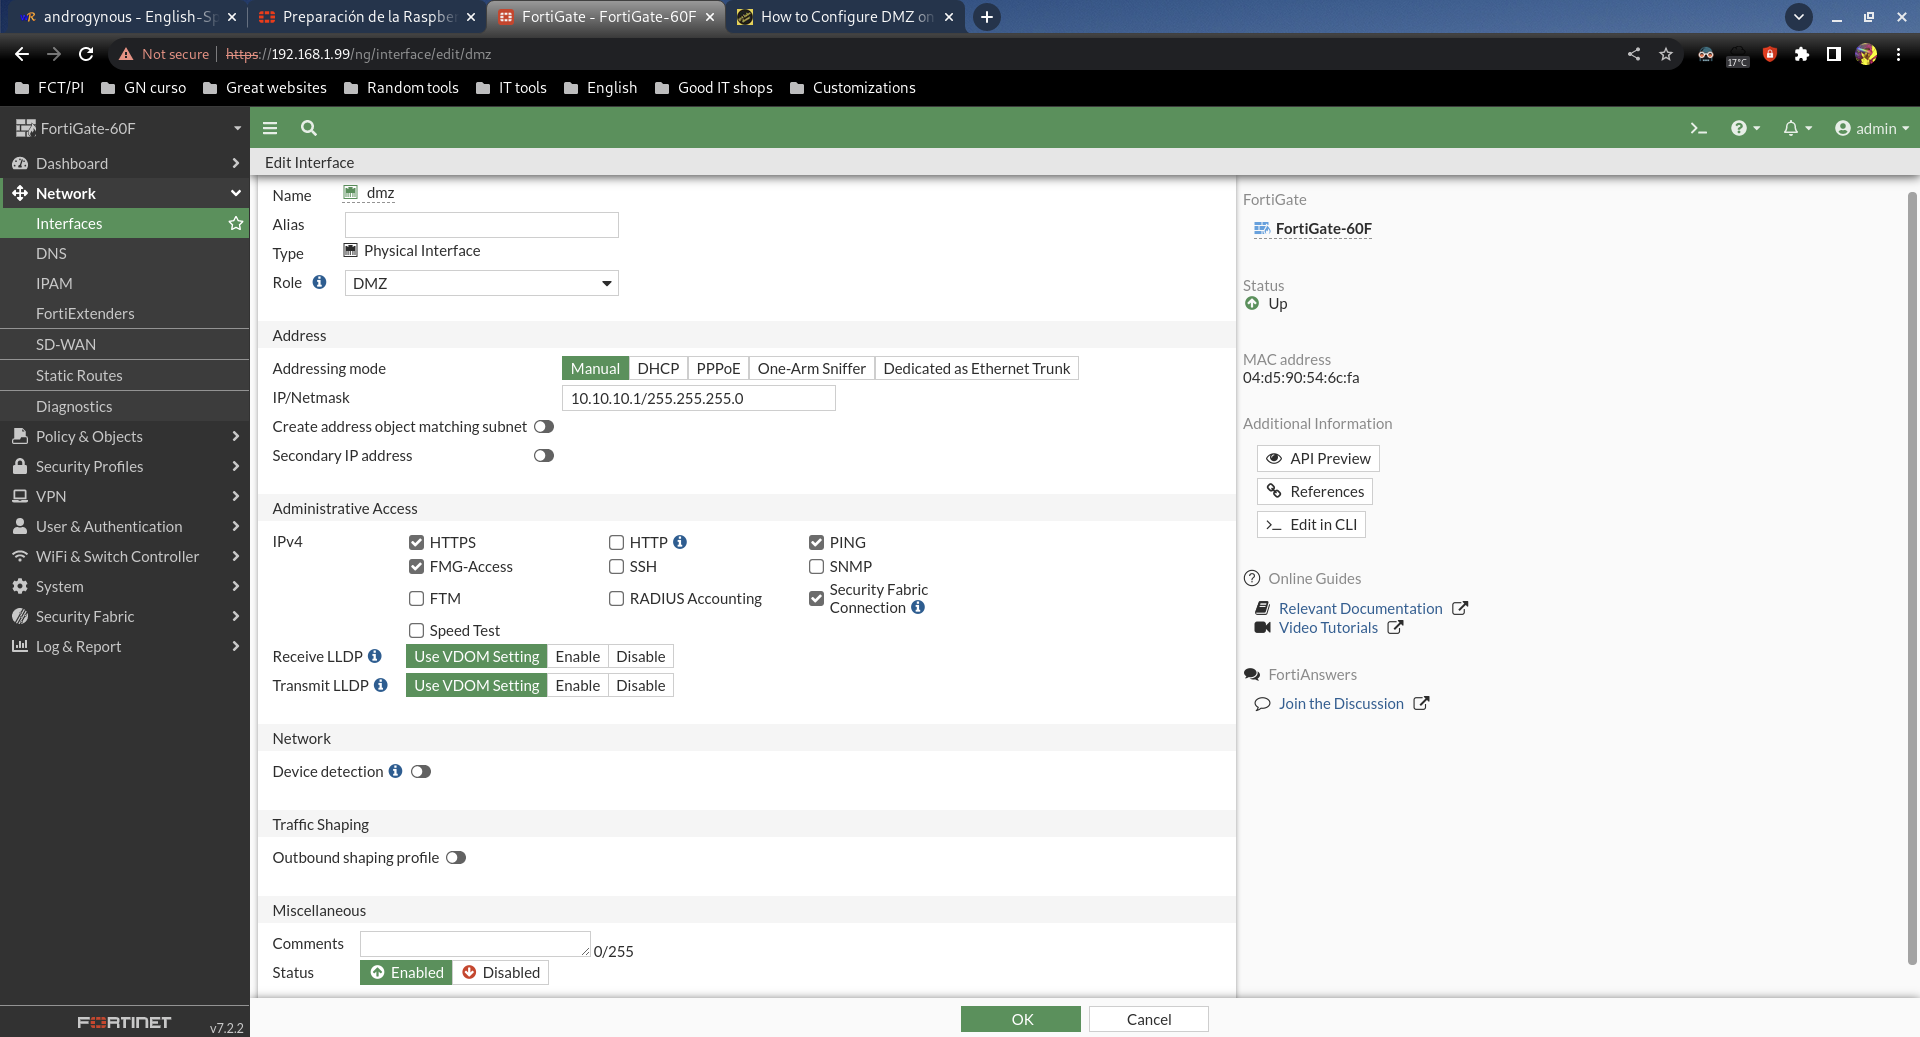 androgynous - English-Sp
Preparación de la Raspber
FortiGate - FortiGate-60F
How to Configure DMZ on
Not secure
https://192.168.1.99/ng/interface/edit/dmz
17°C
FCT/PI
GN curso
Great websites
Random tools
IT tools
English
Good IT shops
Customizations
FortiGate-60F
admin
Dashboard
Network
Interfaces
DNS
IPAM
FortiExtenders
SD-WAN
Static Routes
Diagnostics
Policy & Objects
Security Profiles
VPN
User & Authentication
WiFi & Switch Controller
System
Security Fabric
Log & Report
FORTINET
v7.2.2
Edit Interface
Name dmz
Alias
Type Physical Interface
Role DMZ
Address
Addressing mode Manual DHCP PPPoE One-Arm Sniffer Dedicated as Ethernet Trunk
IP/Netmask 10.10.10.1/255.255.255.0
Create address object matching subnet
Secondary IP address
Administrative Access
IPv4 HTTPS HTTP PING
FMG-Access SSH SNMP
FTM RADIUS Accounting Security Fabric
Connection
Speed Test
Receive LLDP Use VDOM Setting Enable Disable
Transmit LLDP Use VDOM Setting Enable Disable
Network
Device detection
Traffic Shaping
Outbound shaping profile
Miscellaneous
Comments 0/255
Status Enabled Disabled
OK Cancel
FortiGate
FortiGate-60F
Status
Up
MAC address
04:d5:90:54:6c:fa
Additional Information
API Preview
References
Edit in CLI
Online Guides
Relevant Documentation
Video Tutorials
FortiAnswers
Join the Discussion